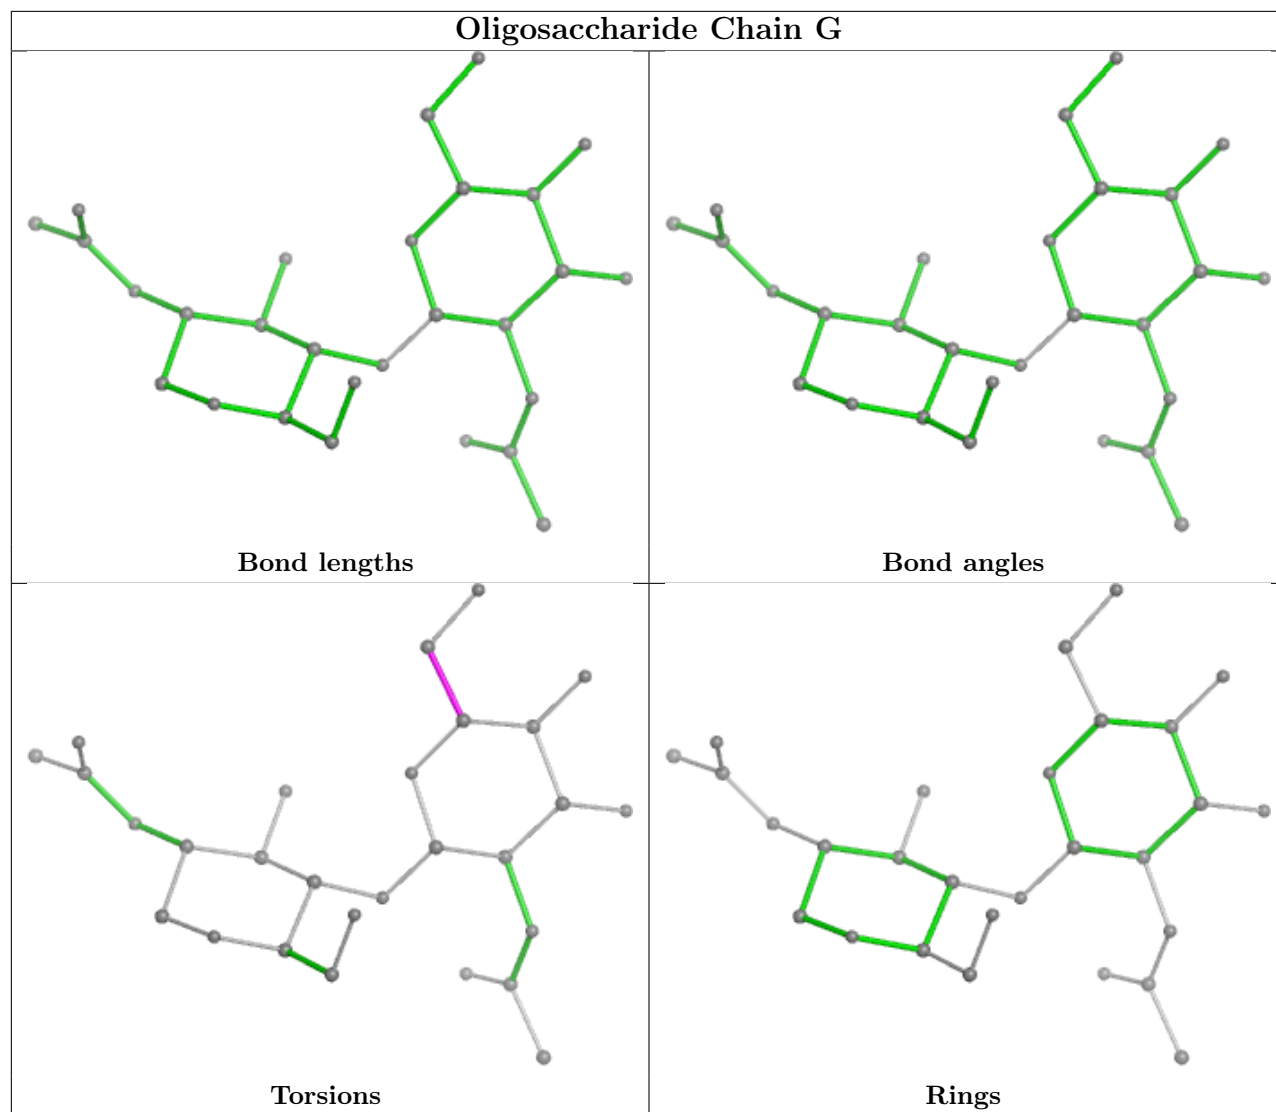 Oligosaccharide Chain G
Bond lengths
Bond angles
Torsions
Rings